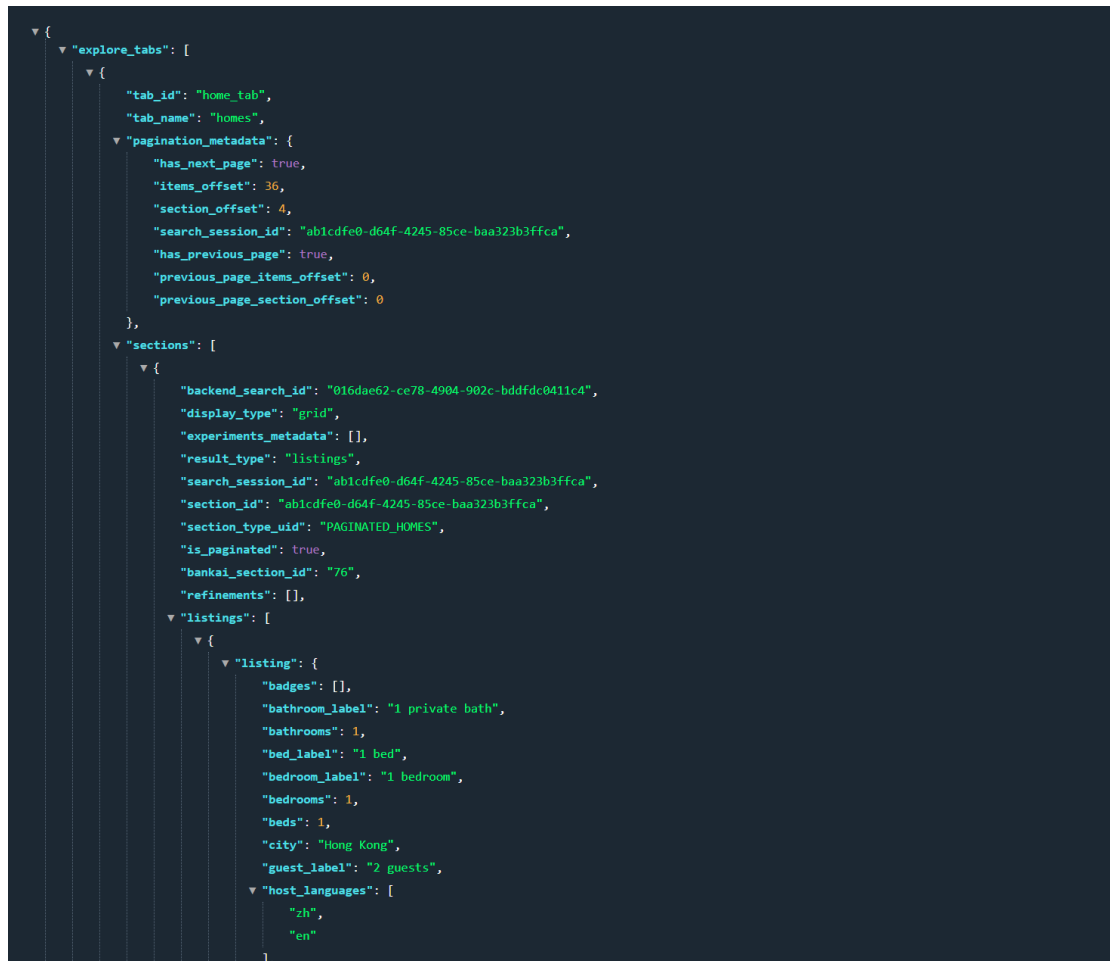 {
"explore_tabs": [
{
"tab_id": "home_tab",
"tab_name": "homes",
"pagination_metadata": {
"has_next_page": true,
"items_offset": 36,
"section_offset": 4,
"search_session_id": "ab1cdfe0-d64f-4245-85ce-baa323b3ffca",
"has_previous_page": true,
"previous_page_items_offset": 0,
"previous_page_section_offset": 0
},
"sections": [
{
"backend_search_id": "016dae62-ce78-4904-902c-bddfdc0411c4",
"display_type": "grid",
"experiments_metadata": [],
"result_type": "listings",
"search_session_id": "ab1cdfe0-d64f-4245-85ce-baa323b3ffca",
"section_id": "ab1cdfe0-d64f-4245-85ce-baa323b3ffca",
"section_type_uid": "PAGINATED_HOMES",
"is_paginated": true,
"bankai_section_id": "76",
"refinements": [],
"listings": [
{
"listing": {
"badges": [],
"bathroom_label": "1 private bath",
"bathrooms": 1,
"bed_label": "1 bed",
"bedroom_label": "1 bedroom",
"bedrooms": 1,
"beds": 1,
"city": "Hong Kong",
"guest_label": "2 guests",
"host_languages": [
"zh",
"en"
]